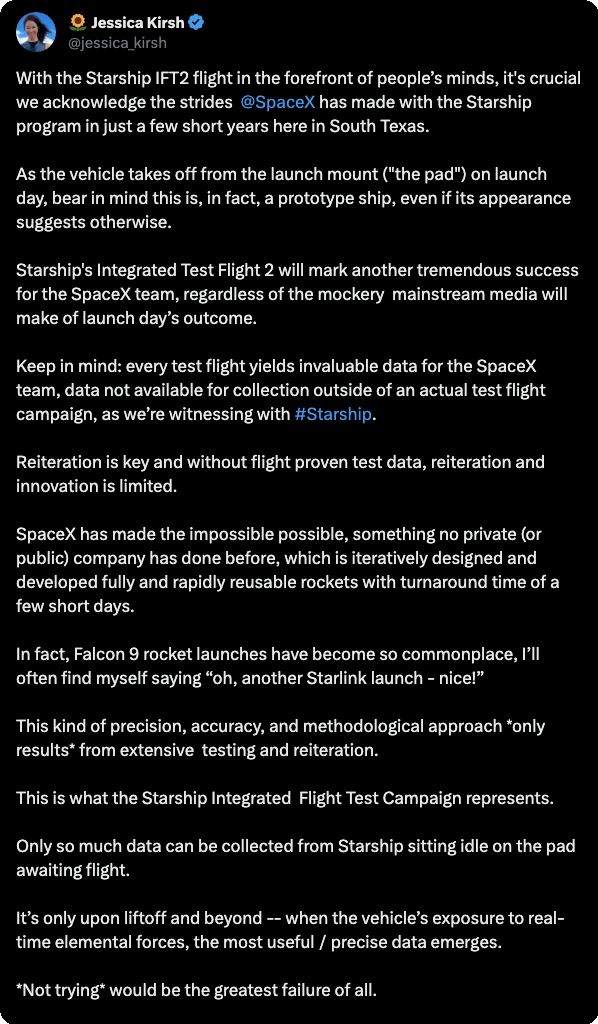 🌻 Jessica Kirsh
@jessica_kirsh
With the Starship IFT2 flight in the forefront of people’s minds, it's crucial
we acknowledge the strides @SpaceX has made with the Starship
program in just a few short years here in South Texas.
As the vehicle takes off from the launch mount ("the pad") on launch
day, bear in mind this is, in fact, a prototype ship, even if its appearance
suggests otherwise.
Starship's Integrated Test Flight 2 will mark another tremendous success
for the SpaceX team, regardless of the mockery mainstream media will
make of launch day’s outcome.
Keep in mind: every test flight yields invaluable data for the SpaceX
team, data not available for collection outside of an actual test flight
campaign, as we’re witnessing with #Starship.
Reiteration is key and without flight proven test data, reiteration and
innovation is limited.
SpaceX has made the impossible possible, something no private (or
public) company has done before, which is iteratively designed and
developed fully and rapidly reusable rockets with turnaround time of a
few short days.
In fact, Falcon 9 rocket launches have become so commonplace, I’ll
often find myself saying “oh, another Starlink launch - nice!”
This kind of precision, accuracy, and methodological approach *only
results* from extensive testing and reiteration.
This is what the Starship Integrated Flight Test Campaign represents.
Only so much data can be collected from Starship sitting idle on the pad
awaiting flight.
It’s only upon liftoff and beyond -- when the vehicle’s exposure to real-
time elemental forces, the most useful / precise data emerges.
*Not trying* would be the greatest failure of all.